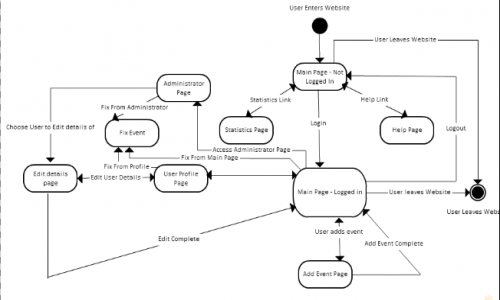 User Enters Website
User Leaves Website
Main Page - Not
Logged In
Administrator
Page
Statistics Link
Help Link
Fix From Administrator
Choose User to Edit details of
Fix Event
Statistics Page
Help Page
Login
Logout
Access Administrator Page
Fix From Main Page
Fix From Profile
Edit details
page
Edit User Details
User Profile
Page
Main Page - Logged in
User leaves Website
User Leaves Webs
User adds event
Edit Complete
Add Event Complete
Add Event Page